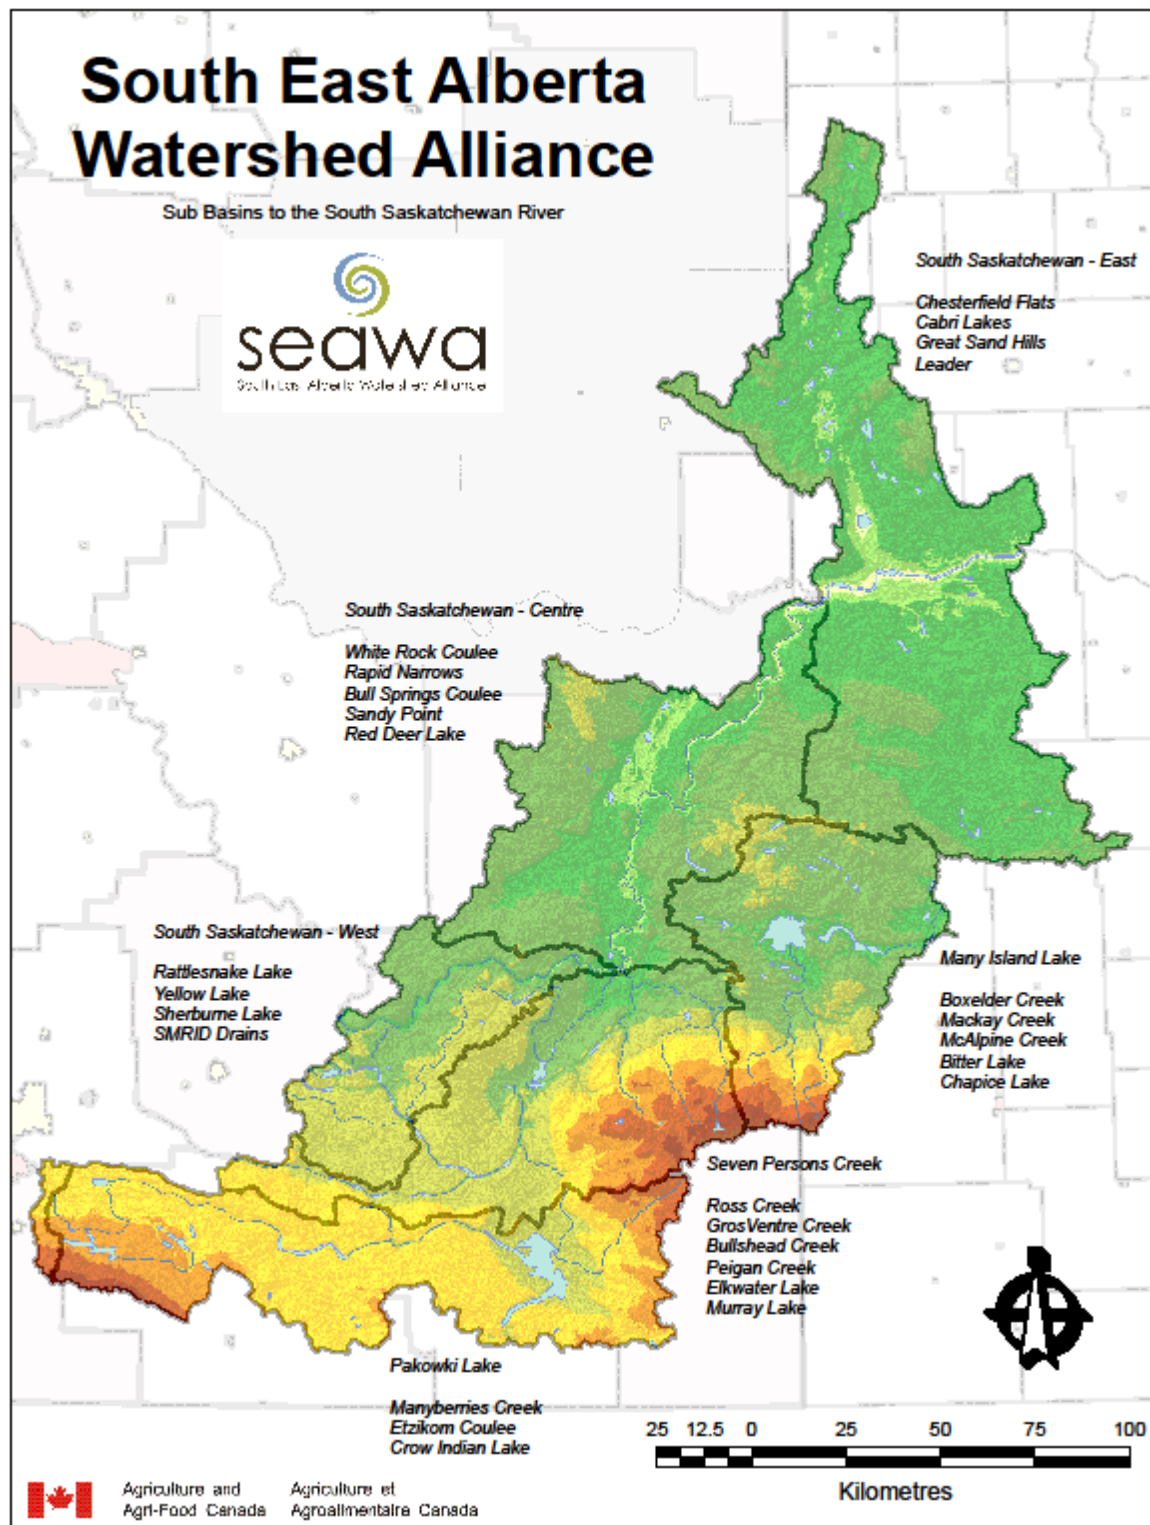 South East Alberta
Watershed Alliance
Sub Basins to the South Saskatchewan River
seawa
South East Alberta Watershed Alliance
South Saskatchewan - East
Chesterfield Flats
Cabri Lakes
Great Sand Hills
Leader
South Saskatchewan - Centre
White Rock Coulee
Rapid Narrows
Bull Springs Coulee
Sandy Point
Red Deer Lake
South Saskatchewan - West
Rattlesnake Lake
Yellow Lake
Sherburne Lake
SMRID Drains
Many Island Lake
Boxelder Creek
Mackay Creek
McAlpine Creek
Bitter Lake
Chapice Lake
Seven Persons Creek
Ross Creek
GrosVentre Creek
Bullshead Creek
Peigan Creek
Elkwater Lake
Murray Lake
Pakowki Lake
Manyberries Creek
Etzikom Coulee
Crow Indian Lake
25 12.5 0 25 50 75 100
Kilometres
Agriculture and Agriculture et
Agri-Food Canada Agroalimentaire Canada